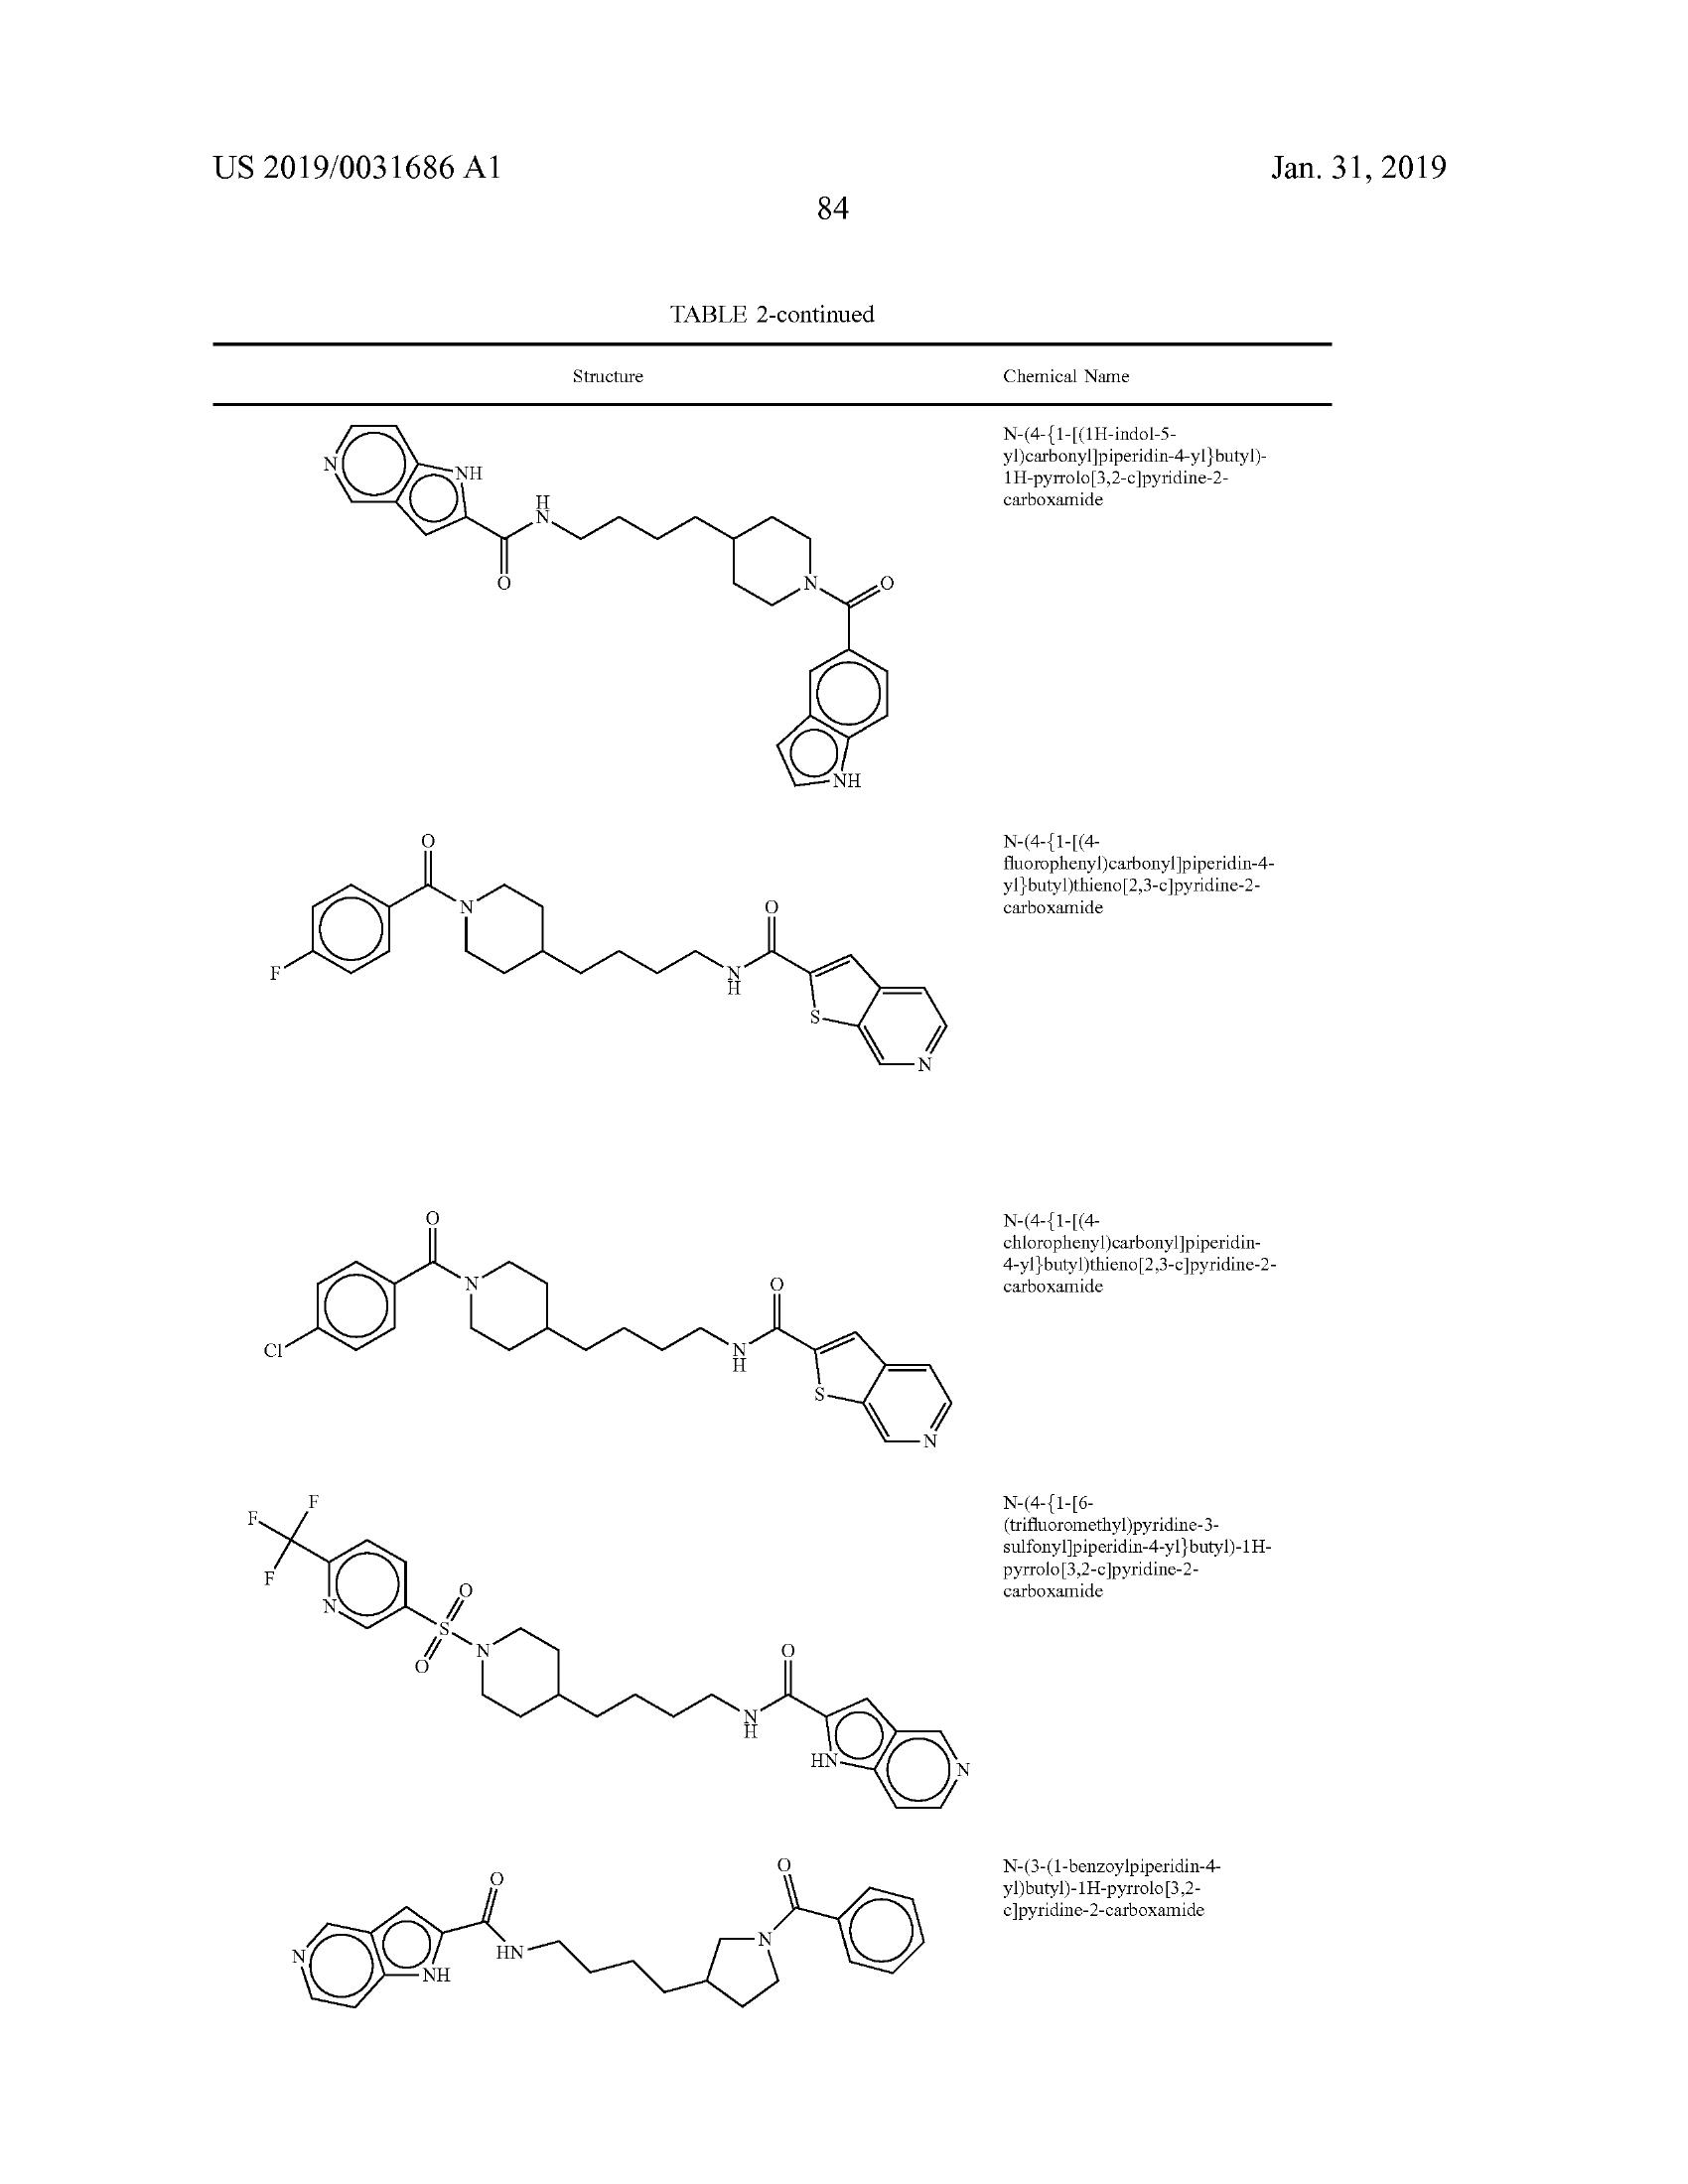 US 2019/0031686 A1
Jan. 31, 2019
84
TABLE 2-continued
Structure
Chemical Name
N
NH
H
N
O
N
O
NH
N-(4-{1-[(1H-indol-5-
yl)carbonyl]piperidin-4-yl}butyl)-
1H-pyrrolo[3,2-c]pyridine-2-
carboxamide
O
N
F
O
N
H
S
N
N-(4-{1-[(4-
fluorophenyl)carbonyl]piperidin-4-
yl}butyl)thieno[2,3-c]pyridine-2-
carboxamide
O
N
Cl
O
N
H
S
N
N-(4-{1-[(4-
chlorophenyl)carbonyl]piperidin-
4-yl}butyl)thieno[2,3-c]pyridine-2-
carboxamide
F
F
F
N
O
S
O
N
O
N
H
HN
N
N-(4-{1-[6-
(trifluoromethyl)pyridine-3-
sulfonyl]piperidin-4-yl}butyl)-1H-
pyrrolo[3,2-c]pyridine-2-
carboxamide
O
O
N
HN
N
NH
N-(3-(1-benzoylpiperidin-4-
yl)butyl)-1H-pyrrolo[3,2-
c]pyridine-2-carboxamide